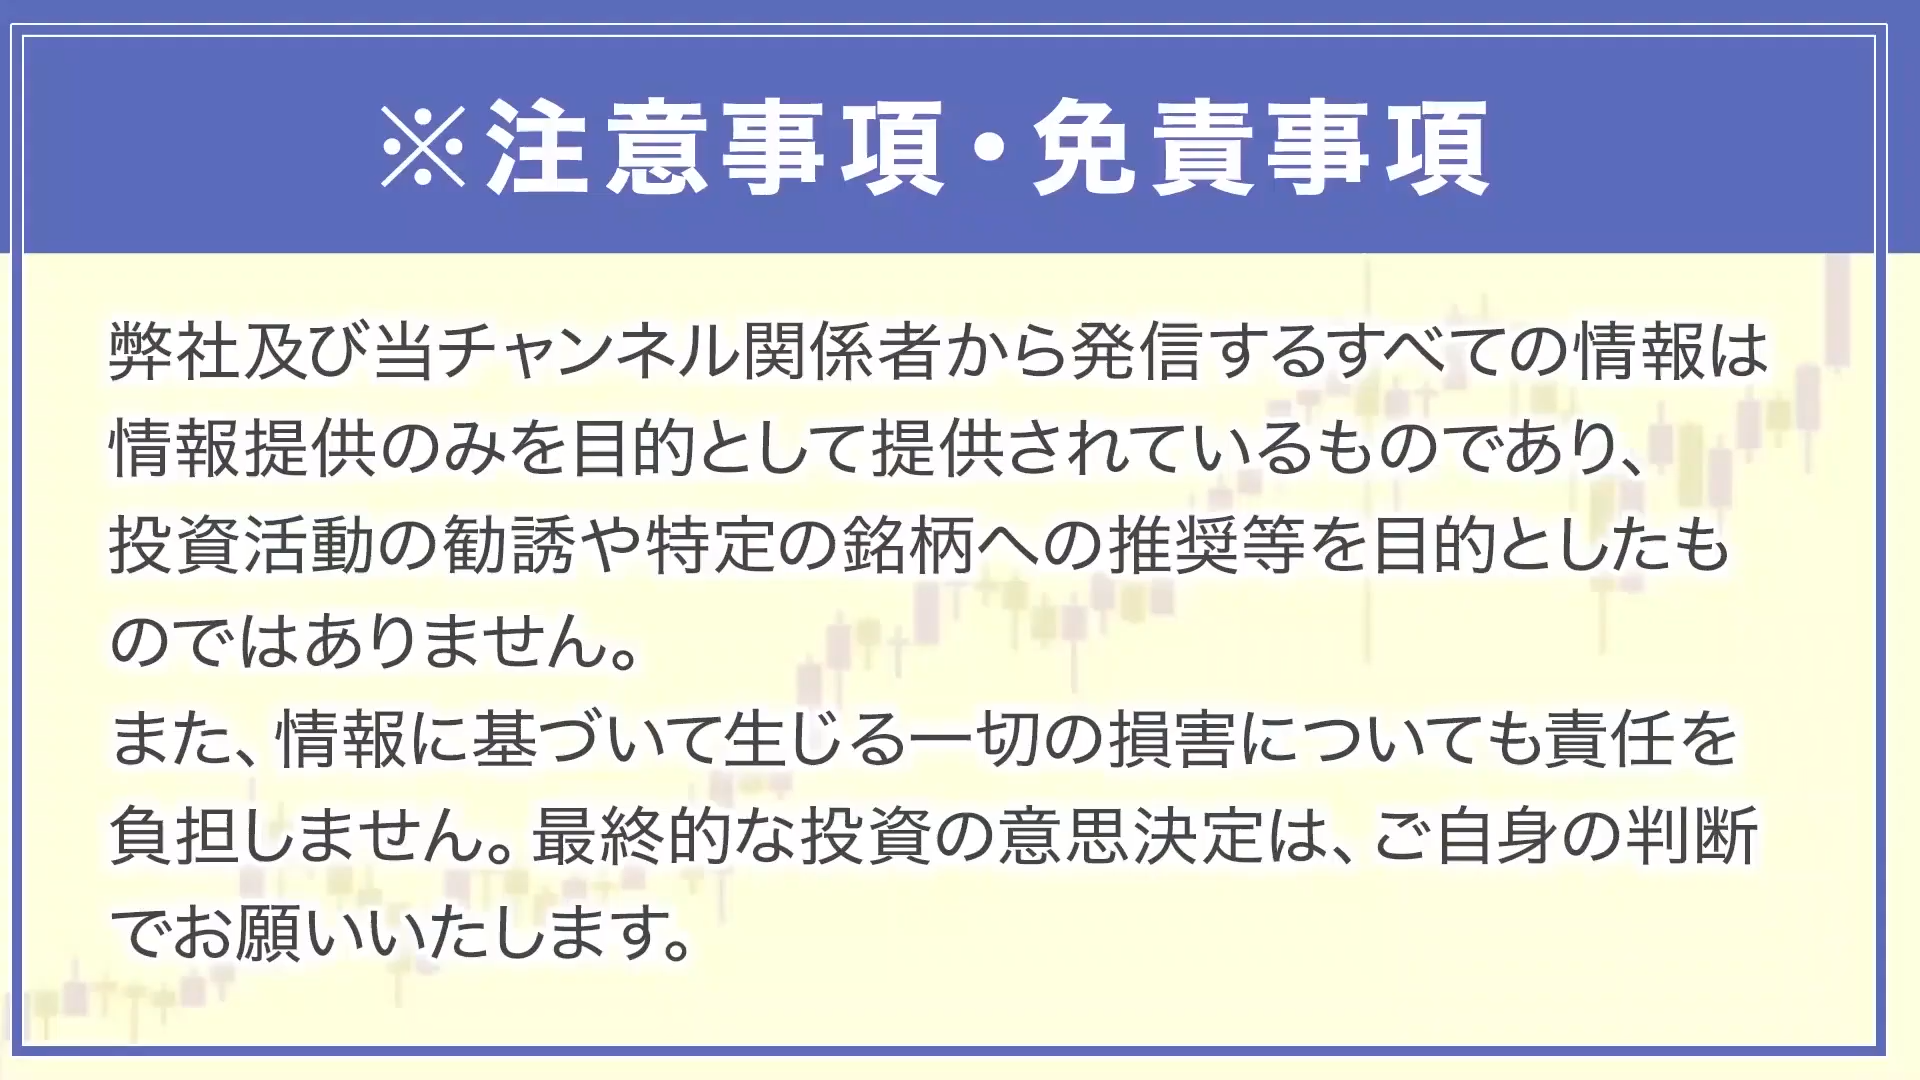 ※注意事項・免責事項
弊社及び当チャンネル関係者から発信するすべての情報は
情報提供のみを目的として提供されているものであり、
投資活動の勧誘や特定の銘柄への推奨等を目的としたも
のではありません。
また、情報に基づいて生じる一切の損害についても責任を
負担しません。最終的な投資の意思決定は、ご自身の判断
でお願いいたします。